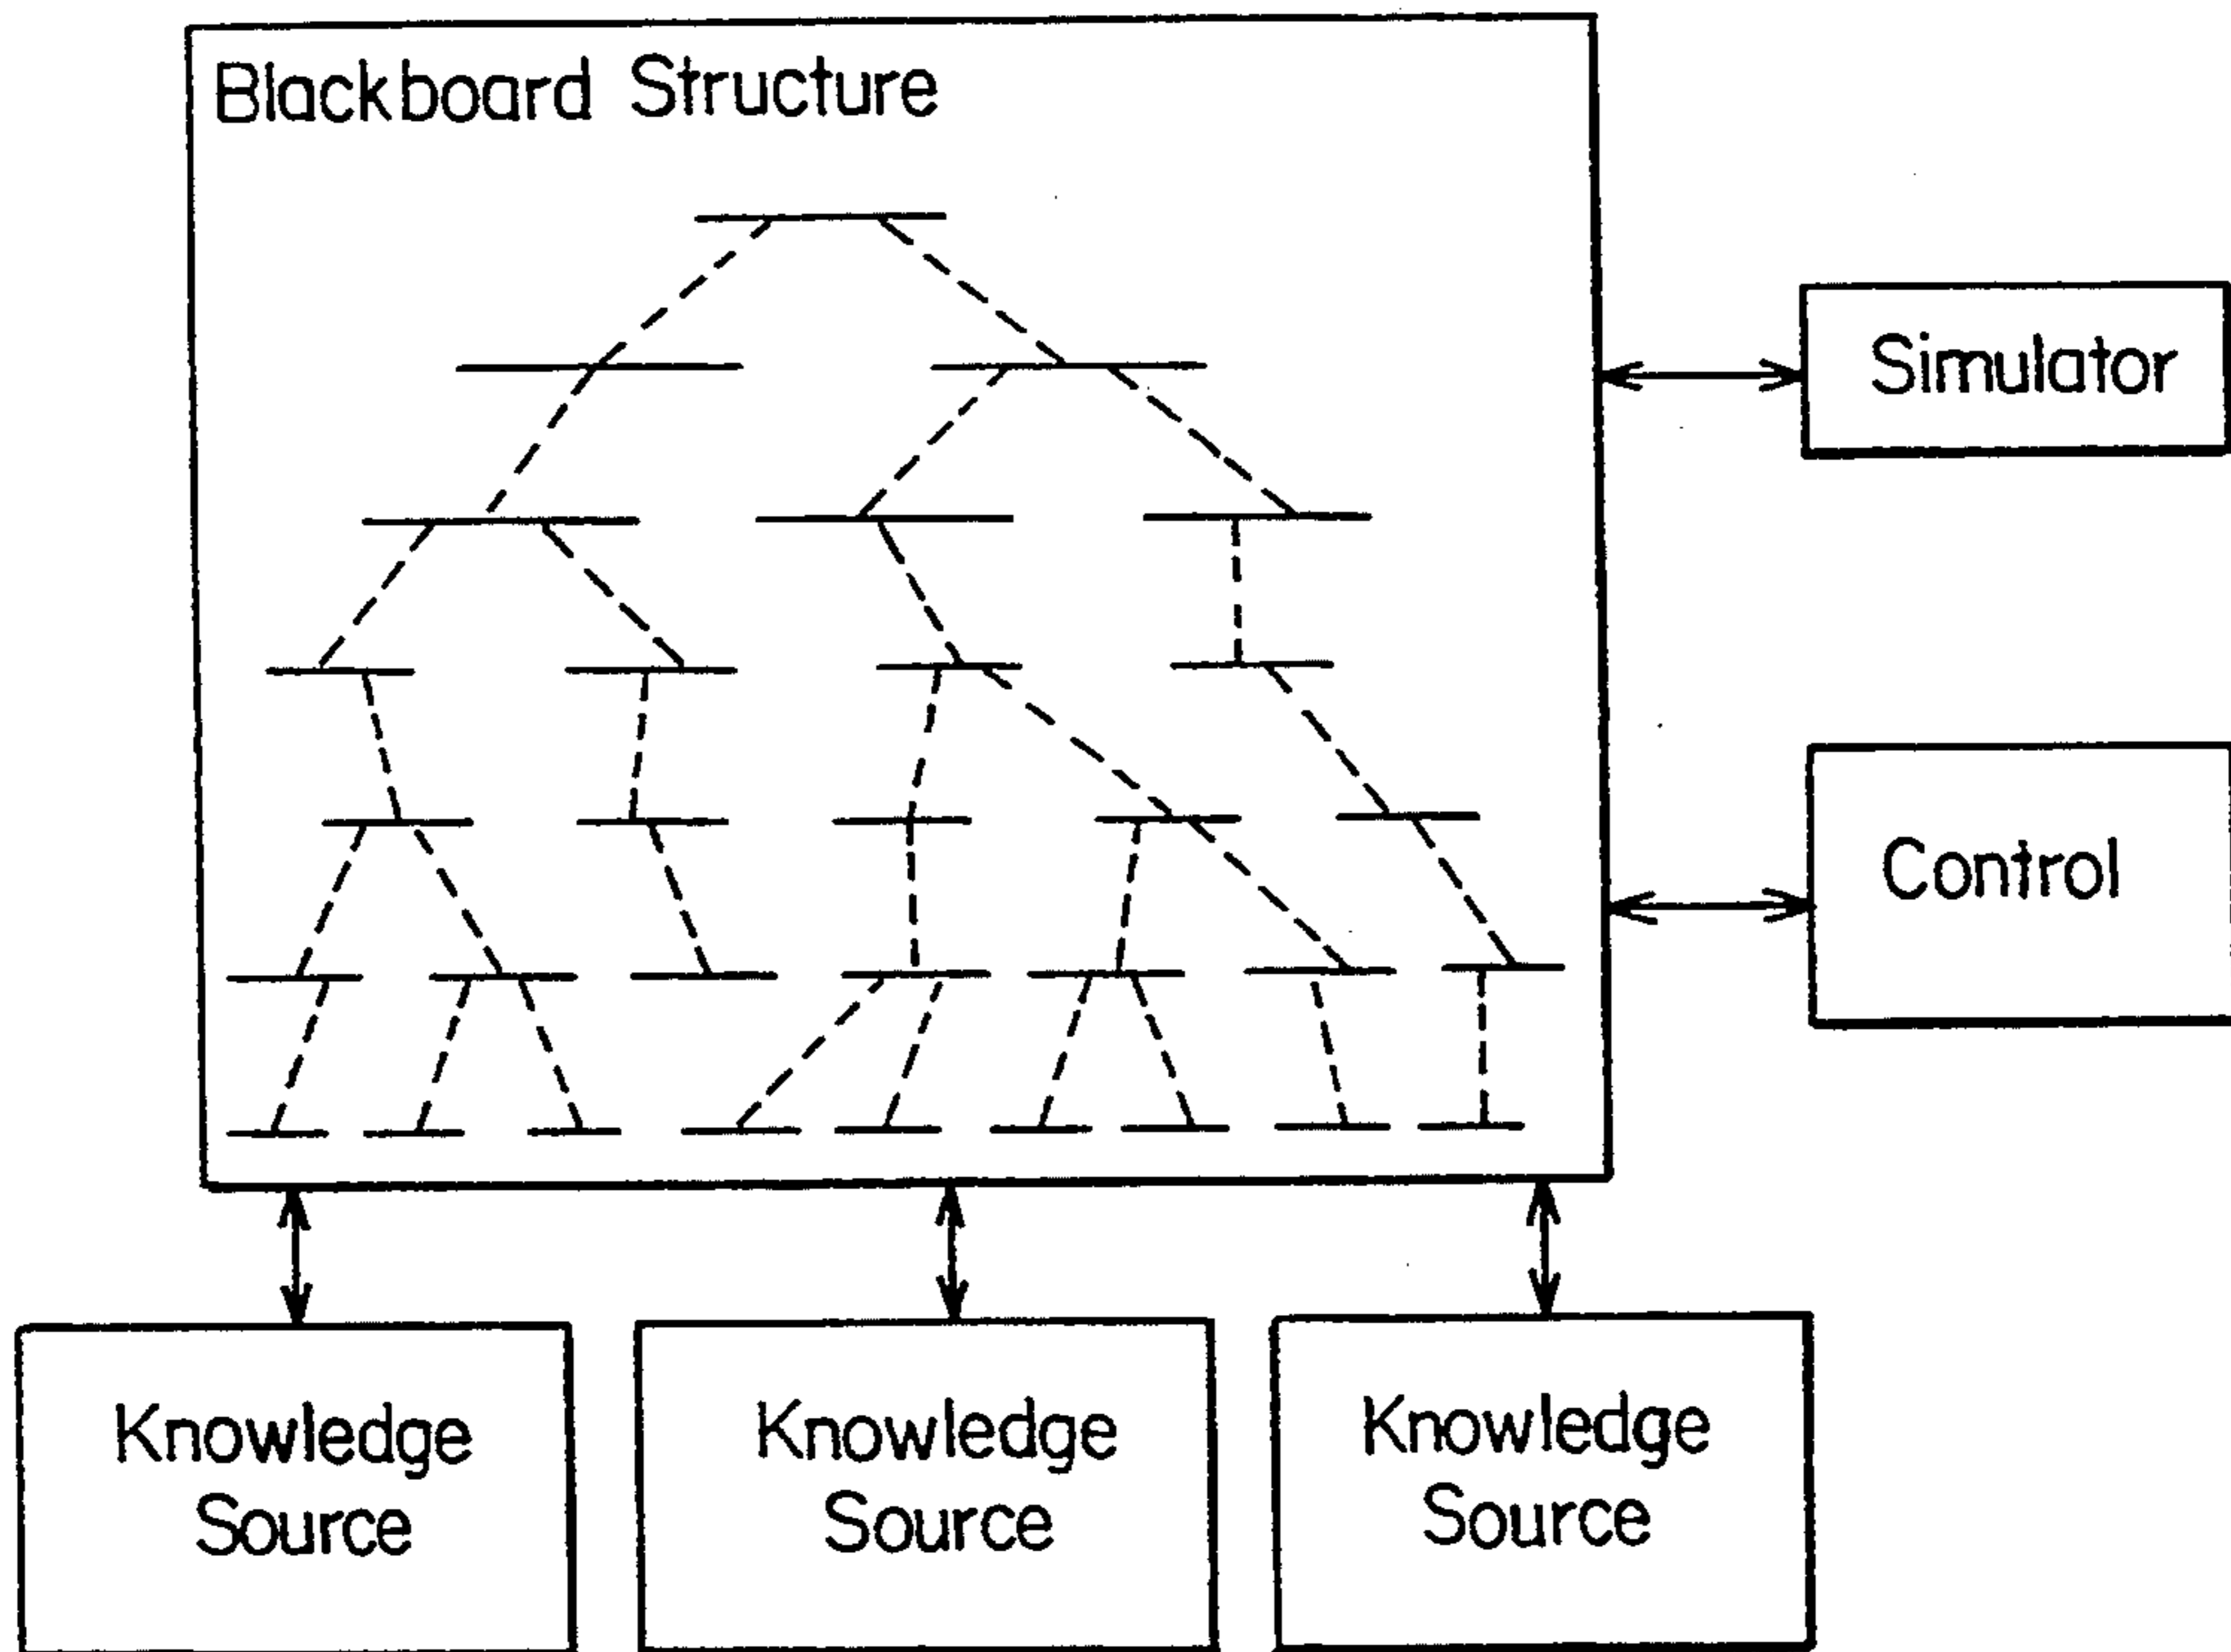 Blackboard Structure
Simulator
Control
Knowledge
Source
Knowledge
Source
Knowledge
Source